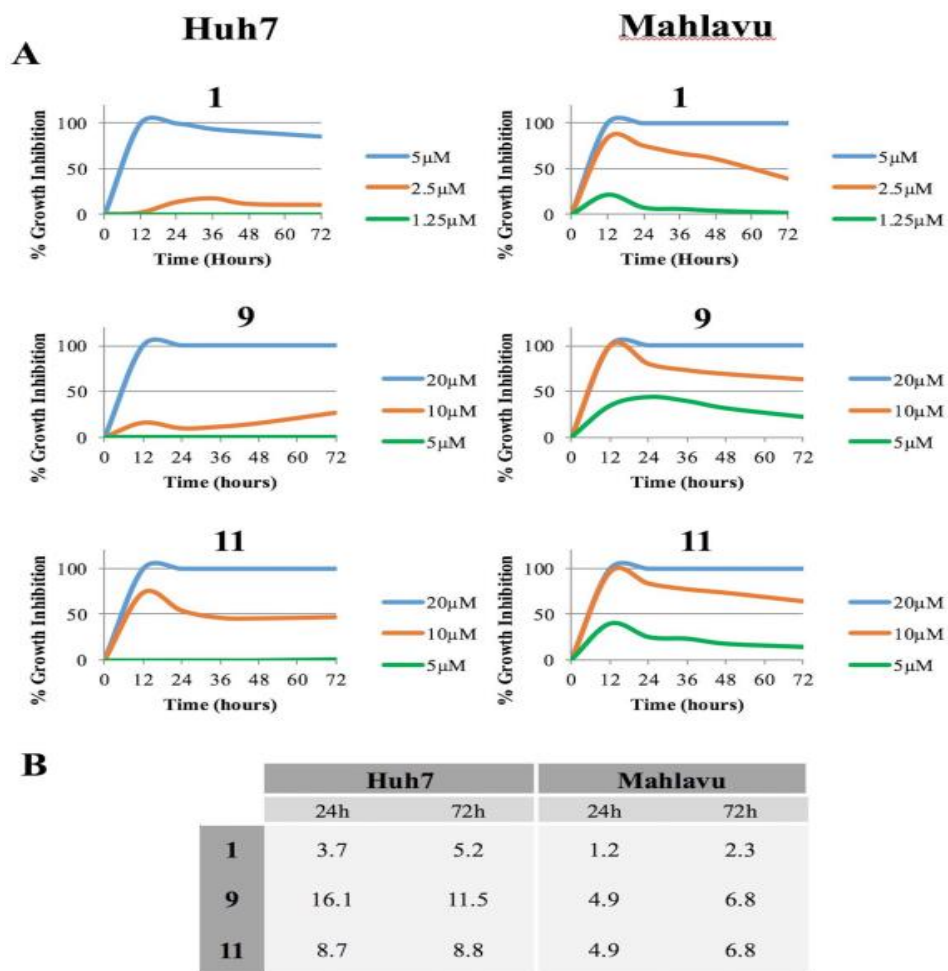 Huh7 Mahlavu
A
1
% Growth Inhibition
100
50
0
0 12 24 36 48 60 72
Time (Hours)
5μM
2.5μM
1.25μM
1
% Growth Inhibition
100
50
0
0 12 24 36 48 60 72
Time (Hours)
5μM
2.5μM
1.25μM
9
% Growth Inhibition
100
50
0
0 12 24 36 48 60 72
Time (hours)
20μM
10μM
5μM
9
% Growth Inhibition
100
50
0
0 12 24 36 48 60 72
Time (hours)
20μM
10μM
5μM
11
% Growth Inhibition
100
50
0
0 12 24 36 48 60 72
Time (hours)
20μM
10μM
5μM
11
% Growth Inhibition
100
50
0
0 12 24 36 48 60 72
Time (hours)
20μM
10μM
5μM
B
Huh7 Mahlavu
24h 72h 24h 72h
1 3.7 5.2 1.2 2.3
9 16.1 11.5 4.9 6.8
11 8.7 8.8 4.9 6.8